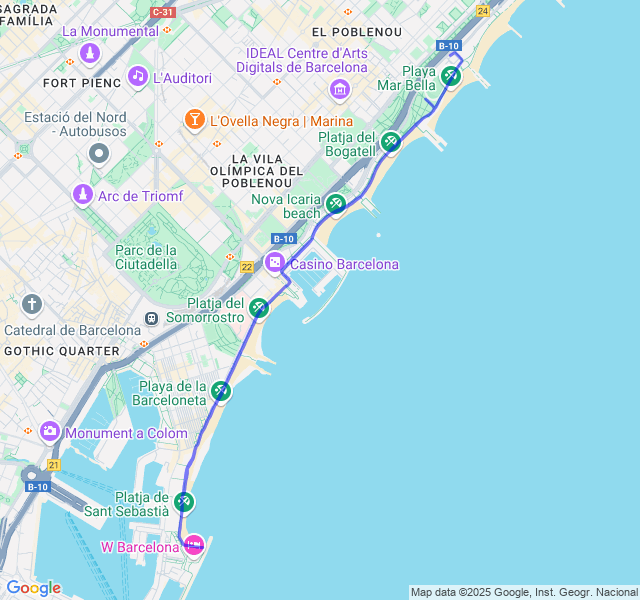 SAGRADA
FAMÍLIA
C-31
24
La Monumental
EL POBLENOU
B-10
IDEAL Centre d'Arts
Digitals de Barcelona
Playa
Mar Bella
FORT PIENC
L'Auditori
Estació del Nord
- Autobusos
L'Ovella Negra | Marina
Platja del
Bogatell
LA VILA
OLÍMPICA DEL
POBLENOU
Arc de Triomf
Nova Icaria
beach
B-10
Parc de la
Ciutadella
22
Casino Barcelona
Platja del
Somorrostro
Catedral de Barcelona
GOTHIC QUARTER
Playa de la
Barceloneta
Monument a Colom
21
B-10
Platja de
Sant Sebastià
W Barcelona
Google
Map data ©2025 Google, Inst. Geogr. Nacional